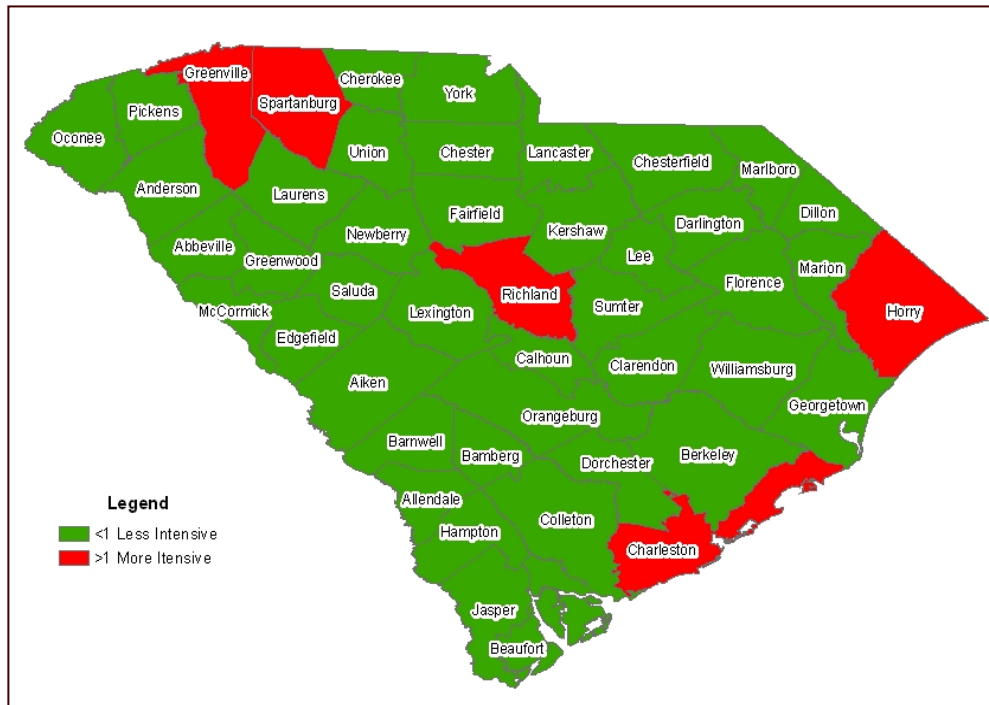 Greenville
Cherokee
Spartanburg
York
Pickens
Oconee
Union
Chester
Lancaster
Chesterfield
Marlboro
Anderson
Laurens
Dillon
Fairfield
Darlington
Kershaw
Newberry
Abbeville
Greenwood
Lee
Marion
Florence
Saluda
Richland
McCormick
Lexington
Sumter
Horry
Edgefield
Calhoun
Clarendon
Williamsburg
Aiken
Georgetown
Orangeburg
Barnwell
Bamberg
Dorchester
Berkeley
Allendale
Colleton
Hampton
Charleston
Jasper
Beaufort
Legend
<1 Less Intensive
>1 More Itensive